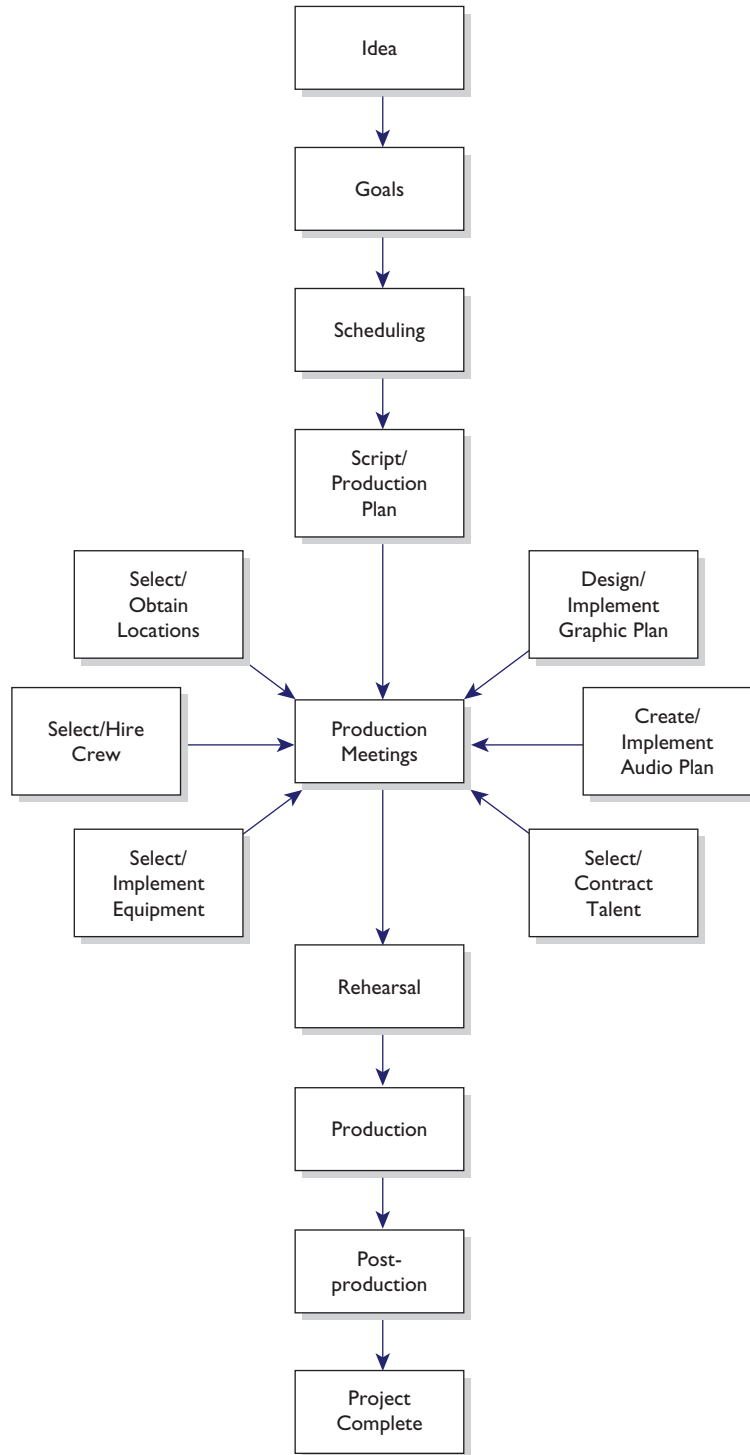 Idea
Goals
Scheduling
Script/
Production
Plan
Select/
Obtain
Locations
Design/
Implement
Graphic Plan
Select/Hire
Crew
Production
Meetings
Create/
Implement
Audio Plan
Select/
Implement
Equipment
Select/
Contract
Talent
Rehearsal
Production
Post-
production
Project
Complete